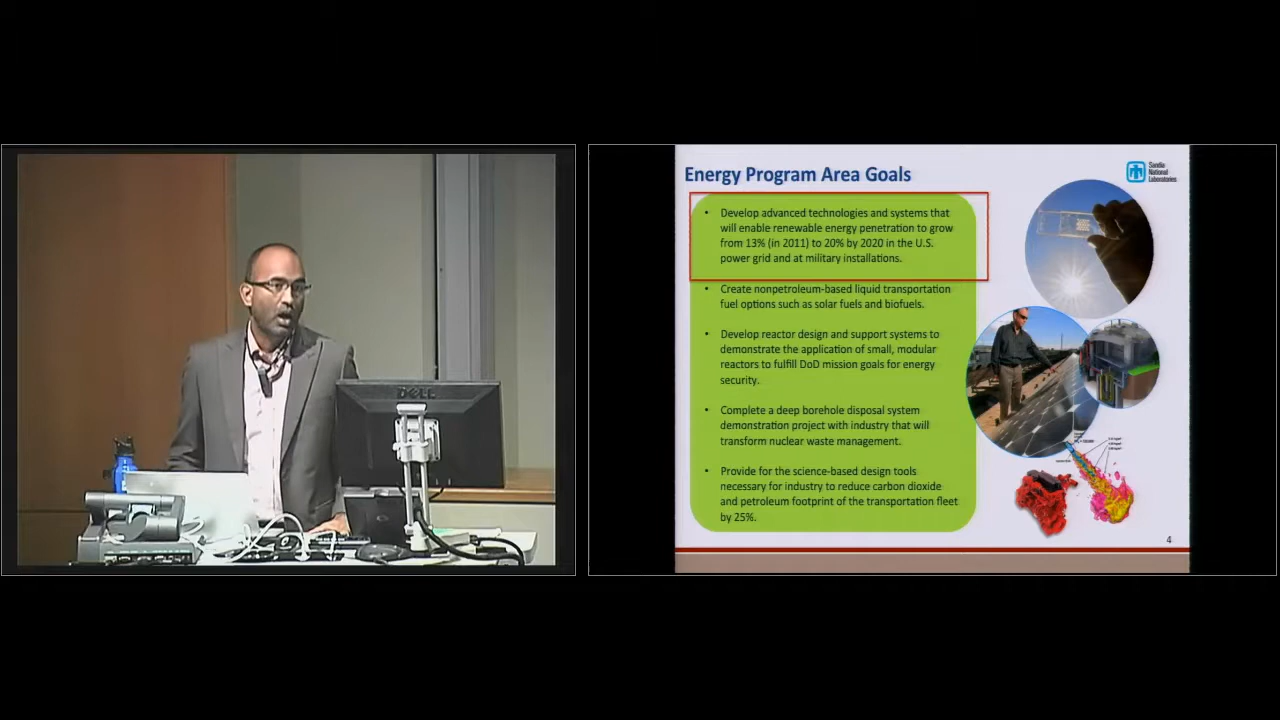 DELL
Energy Program Area Goals
Sandia
National
Laboratories
• Develop advanced technologies and systems that
will enable renewable energy penetration to grow
from 13% (in 2011) to 20% by 2020 in the U.S.
power grid and at military installations.
• Create nonpetroleum-based liquid transportation
fuel options such as solar fuels and biofuels.
• Develop reactor design and support systems to
demonstrate the application of small, modular
reactors to fulfill DoD mission goals for energy
security.
• Complete a deep borehole disposal system
demonstration project with industry that will
transform nuclear waste management.
• Provide for the science-based design tools
necessary for industry to reduce carbon dioxide
and petroleum footprint of the transportation fleet
by 25%.
4